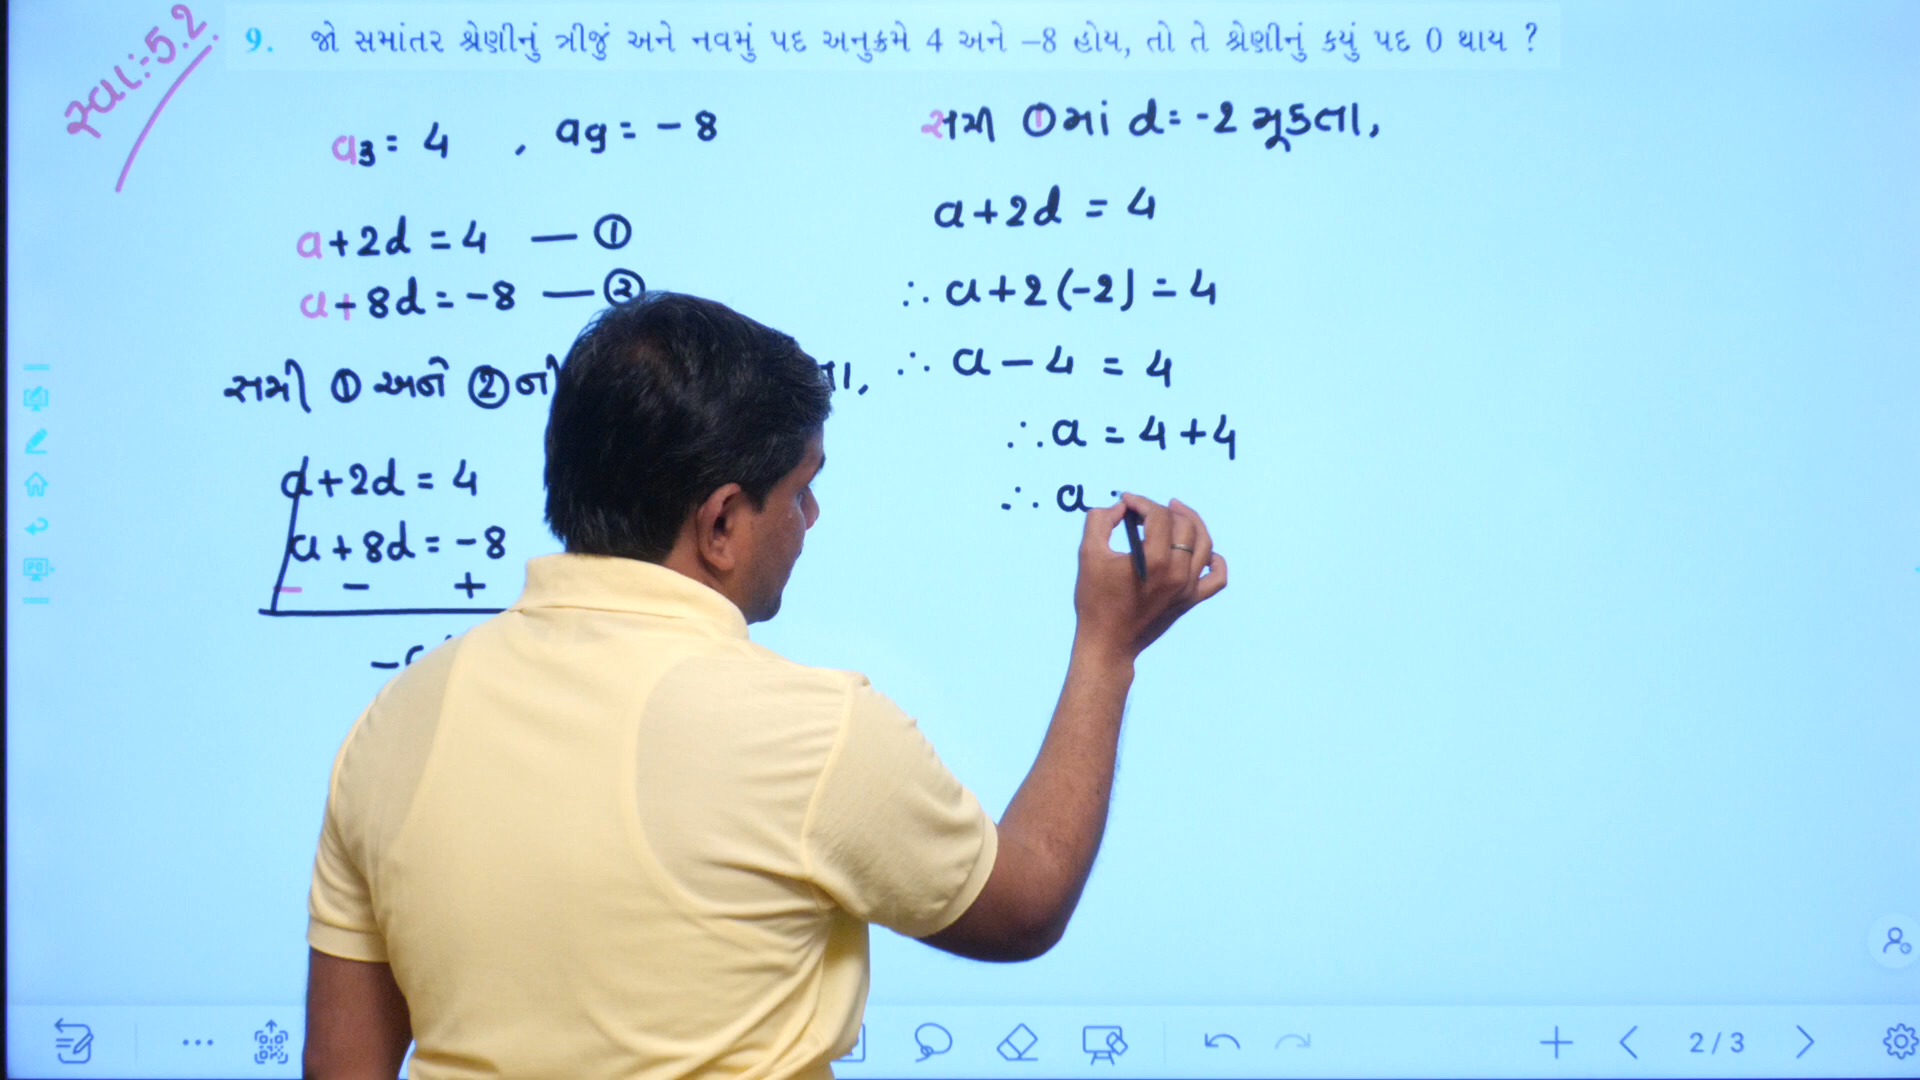 સ્વા:-5.2
9. જો સમાંતર શ્રેણીનું ત્રીજું અને નવમું પદ અનુક્રમે 4 અને –8 હોય, તો તે શ્રેણીનું કયું પદ 0 થાય ?
a3 = 4 , a9 = -8
a+2d = 4 — ①
a+8d = -8 — ②
સમી ① અને ② ની
a+2d = 4
a+8d = -8
- - +
સમી ① માં d = -2 મૂકતા,
a+2d = 4
∴ a+2(-2) = 4
∴ a - 4 = 4
∴ a = 4+4
∴ a
2/3